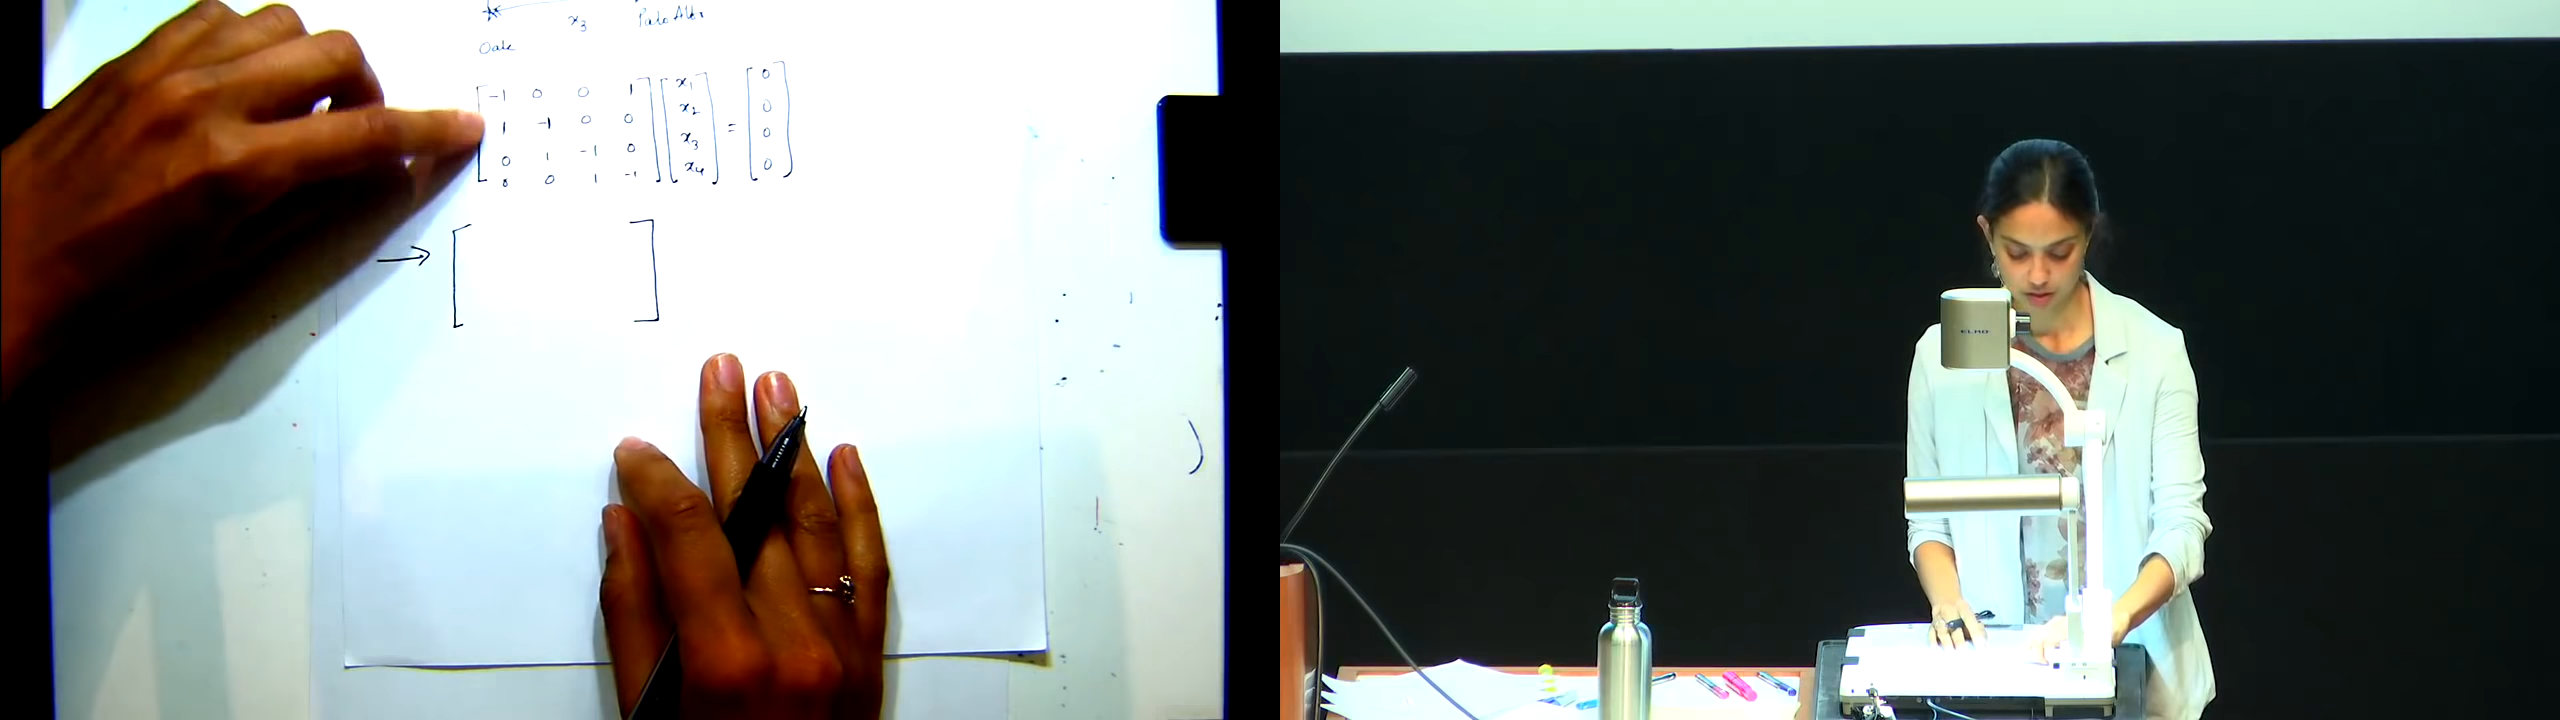 x₃ Palo Alto
Oak
[ -1 0 0 1 ] [ x₁ ] [ 0 ]
[ 1 -1 0 0 ] [ x₂ ] = [ 0 ]
[ 0 1 -1 0 ] [ x₃ ] [ 0 ]
[ 0 0 1 -1 ] [ x₄ ] [ 0 ]
→ [ ]
ELMO